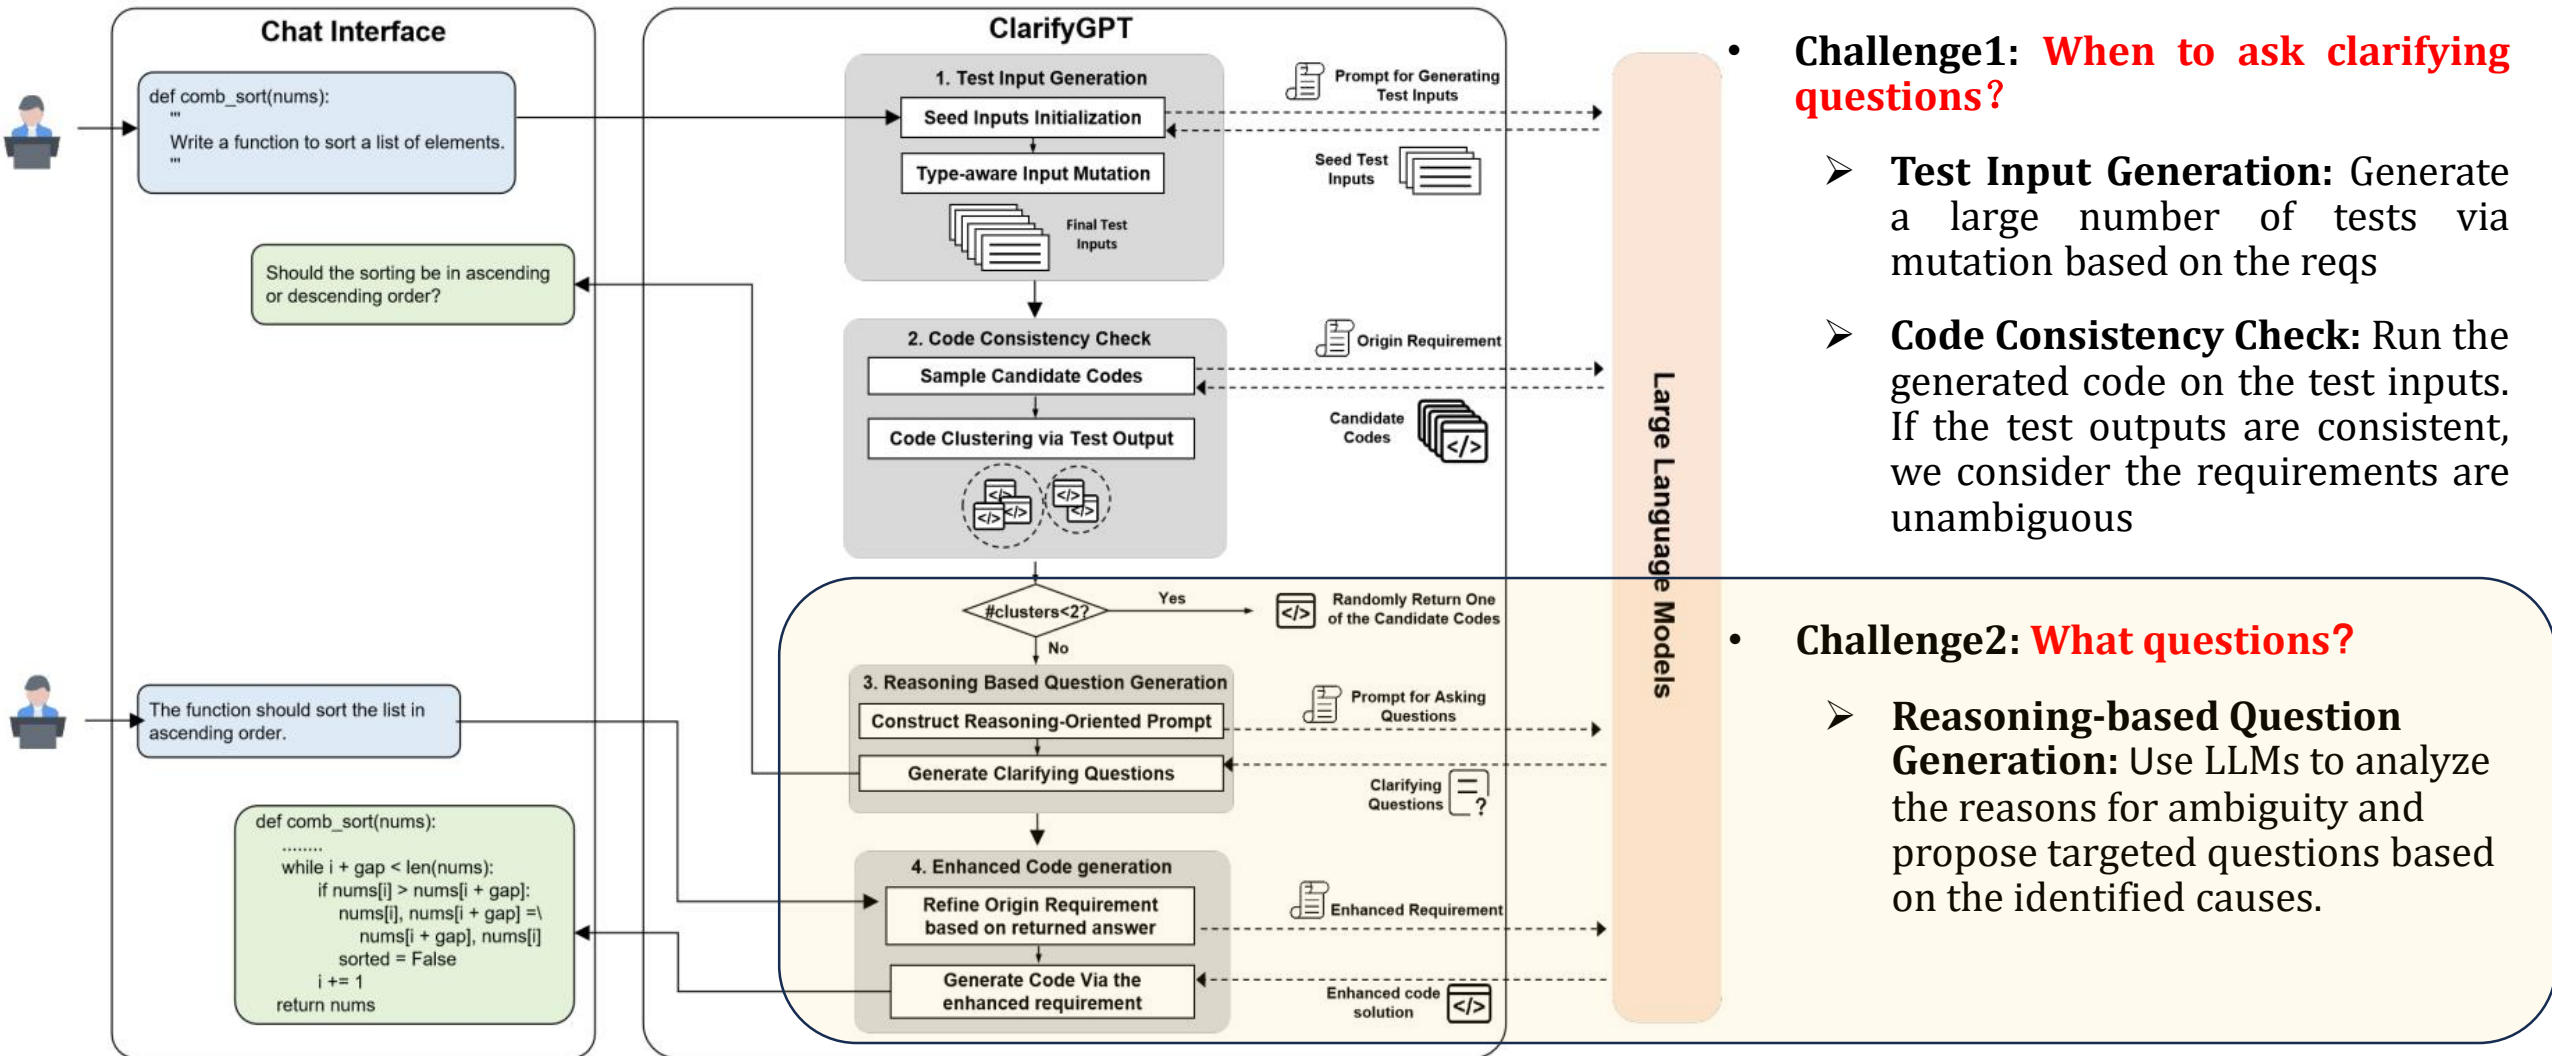 Chat Interface
def comb_sort(nums):
'''
Write a function to sort a list of elements.
'''
Should the sorting be in ascending
or descending order?
The function should sort the list in
ascending order.
def comb_sort(nums):
........
while i + gap < len(nums):
if nums[i] > nums[i + gap]:
nums[i], nums[i + gap] =\
nums[i + gap], nums[i]
sorted = False
i += 1
return nums
ClarifyGPT
1. Test Input Generation
Seed Inputs Initialization
Type-aware Input Mutation
Final Test
Inputs
Prompt for Generating
Test Inputs
Seed Test
Inputs
2. Code Consistency Check
Sample Candidate Codes
Code Clustering via Test Output
</>
</>
</>
</>
</>
Origin Requirement
Candidate
Codes
</>
#clusters<2?
Yes
</>
Randomly Return One
of the Candidate Codes
No
3. Reasoning Based Question Generation
Construct Reasoning-Oriented Prompt
Generate Clarifying Questions
Prompt for Asking
Questions
Clarifying
Questions
?
4. Enhanced Code generation
Refine Origin Requirement
based on returned answer
Generate Code Via the
enhanced requirement
Enhanced Requirement
Enhanced code
solution
</>
Large Language Models
• Challenge1: When to ask clarifying
questions?
➢ Test Input Generation: Generate
a large number of tests via
mutation based on the reqs
➢ Code Consistency Check: Run the
generated code on the test inputs.
If the test outputs are consistent,
we consider the requirements are
unambiguous
• Challenge2: What questions?
➢ Reasoning-based Question
Generation: Use LLMs to analyze
the reasons for ambiguity and
propose targeted questions based
on the identified causes.